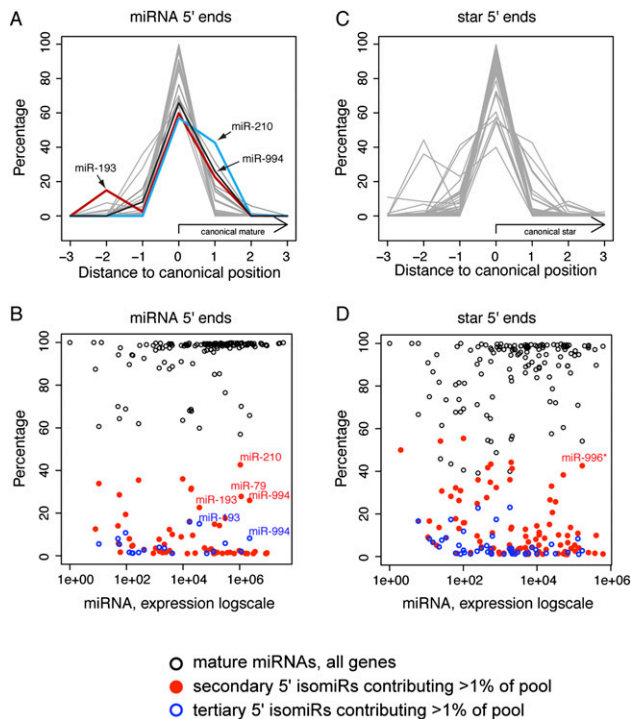 A
miRNA 5' ends
Percentage
100
80
60
40
20
0
miR-210
miR-994
miR-193
canonical mature
-3 -2 -1 0 1 2 3
Distance to canonical position
C
star 5' ends
Percentage
100
80
60
40
20
0
canonical star
-3 -2 -1 0 1 2 3
Distance to canonical position
B
miRNA 5' ends
Percentage
100
80
60
40
20
0
miR-210
miR-79
miR-193
miR-994
miR-193
miR-994
1e+00 1e+02 1e+04 1e+06
miRNA, expression logscale
D
star 5' ends
Percentage
100
80
60
40
20
0
miR-996*
1e+00 1e+02 1e+04 1e+06
miRNA, expression logscale
mature miRNAs, all genes
secondary 5' isomiRs contributing >1% of pool
tertiary 5' isomiRs contributing >1% of pool